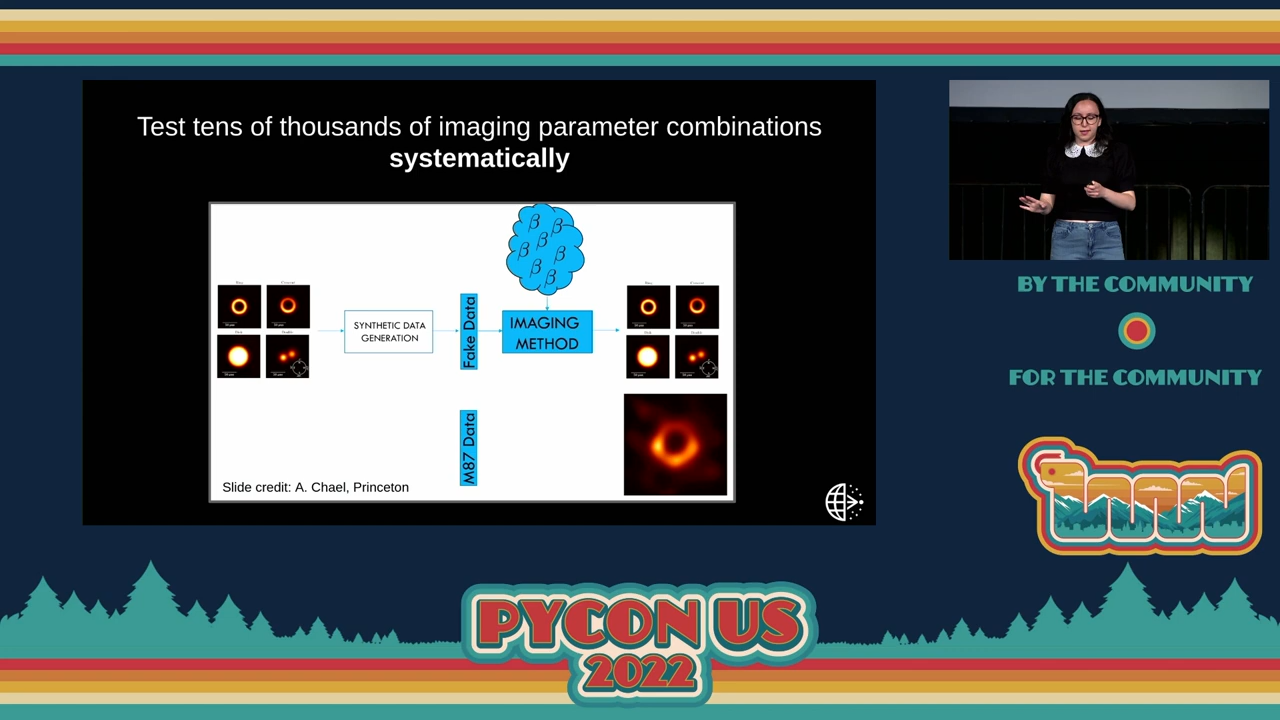 Test tens of thousands of imaging parameter combinations
systematically
β
β
β
β
β
β
β
SYNTHETIC DATA
GENERATION
Fake Data
IMAGING
METHOD
M87 Data
Slide credit: A. Chael, Princeton
BY THE COMMUNITY
FOR THE COMMUNITY
PYCON US
2022